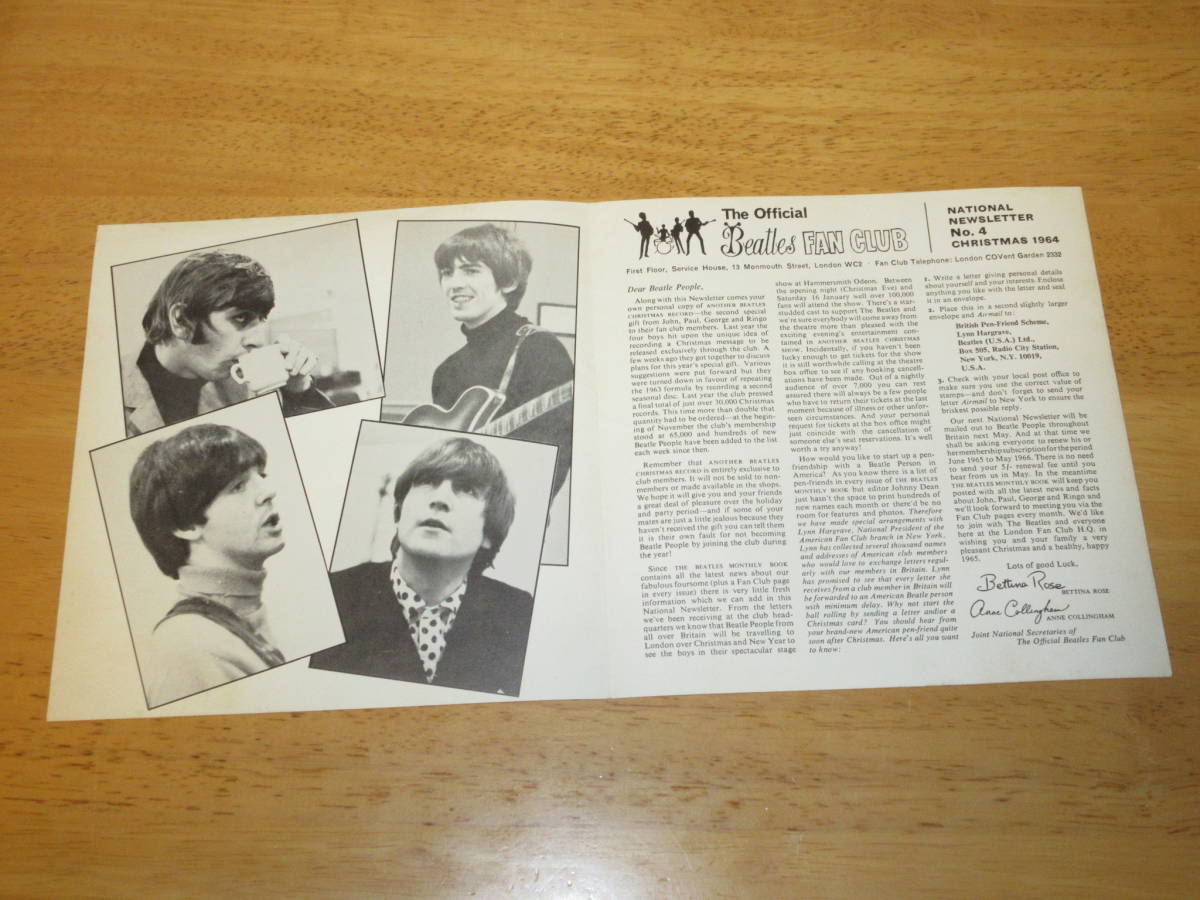 The Official
Beatles FAN CLUB
NATIONAL
NEWSLETTER
No. 4
CHRISTMAS 1964
First Floor, Service House, 13 Monmouth Street, London WC2 · Fan Club Telephone: London COVent Garden 2332
Dear Beatle People,
Along with this Newsletter comes your
own personal copy of ANOTHER BEATLES
CHRISTMAS RECORD—the second special
gift from John, Paul, George and Ringo
to their fan club members. Last year the
four boys hit upon the unique idea of
recording a Christmas message to be
released exclusively through the club. A
few weeks ago they got together to discuss
plans for this year's special gift. Various
suggestions were put forward but they
were turned down in favour of repeating
the 1963 formula by recording a second
seasonal disc. Last year the club pressed
a final total of just over 30,000 Christmas
records. This time more than double that
quantity had to be ordered—at the begin-
ning of November the club's membership
stood at 65,000 and hundreds of new
Beatle People have been added to the list
each week since then.
Remember that ANOTHER BEATLES
CHRISTMAS RECORD is entirely exclusive to
club members. It will not be sold to non-
members or made available in the shops.
We hope it will give you and your friends
a great deal of pleasure over the holiday
and party period—and if some of your
mates are just a little jealous because they
haven't received the gift you can tell them
it is their own fault for not becoming
Beatle People by joining the club during
the year!
Since THE BEATLES MONTHLY BOOK
contains all the latest news about our
fabulous foursome (plus a Fan Club page
in every issue) there is very little fresh
information which we can add in this
National Newsletter. From the letters
we've been receiving at the club head-
quarters we know that Beatle People from
all over Britain will be travelling to
London over Christmas and New Year to
see the boys in their spectacular stage
show at Hammersmith Odeon. Between
the opening night (Christmas Eve) and
Saturday 16 January well over 100,000
fans will attend the show. There's a star-
studded cast to support The Beatles and
we're sure everybody will come away from
the theatre more than pleased with the
exciting evening's entertainment con-
tained in ANOTHER BEATLES CHRISTMAS
SHOW. Incidentally, if you haven't been
lucky enough to get tickets for the show
it is still worthwhile calling at the theatre
box office to see if any booking cancell-
ations have been made. Out of a nightly
audience of over 7,000 you can rest
assured there will always be a few people
who have to return their tickets at the last
moment because of illness or other unfore-
seen circumstances. And your personal
request for tickets at the box office might
just coincide with the cancellation of
someone else's seat reservations. It's well
worth a try anyway!
How would you like to start up a pen-
friendship with a Beatle Person in
America? As you know there is a list of
pen-friends in every issue of THE BEATLES
MONTHLY BOOK but editor Johnny Dean
just hasn't the space to print hundreds of
new names each month or there'd be no
room for features and photos. Therefore
we have made special arrangements with
Lynn Hargrave, National President of the
American Fan Club branch in New York.
Lynn has collected several thousand names
and addresses of American club members
who would love to exchange letters regul-
arly with our members in Britain. Lynn
has promised to see that every letter she
receives from a club member in Britain will
be forwarded to an American Beatle person
with minimum delay. Why not start the
ball rolling by sending a letter and/or a
Christmas card? You should hear from
your brand-new American pen-friend quite
soon after Christmas. Here's all you want
to know:
1. Write a letter giving personal details
about yourself and your interests. Enclose
anything you like with the letter and seal
it in an envelope.
2. Place this in a second slightly larger
envelope and Airmail to:
British Pen-Friend Scheme,
Lynn Hargrave,
Beatles (U.S.A.) Ltd.,
Box 505, Radio City Station,
New York, N.Y. 10019,
U.S.A.
3. Check with your local post office to
make sure you use the correct value of
stamps—and don't forget to send your
letter Airmail to New York to ensure the
briskest possible reply.
Our next National Newsletter will be
mailed out to Beatle People throughout
Britain next May. And at that time we
shall be asking everyone to renew his or
her membership subscription for the period
June 1965 to May 1966. There is no need
to send your 5/- renewal fee until you
hear from us in May. In the meantime
THE BEATLES MONTHLY BOOK will keep you
posted with all the latest news and facts
about John, Paul, George and Ringo and
we'll look forward to meeting you via the
Fan Club pages every month. We'd like
to join with The Beatles and everyone
here at the London Fan Club H.Q. in
wishing you and your family a very
pleasant Christmas and a healthy, happy
1965.
Lots of good Luck,
Bettina Rose
BETTINA ROSE
Anne Collingham
ANNE COLLINGHAM
Joint National Secretaries of
The Official Beatles Fan Club